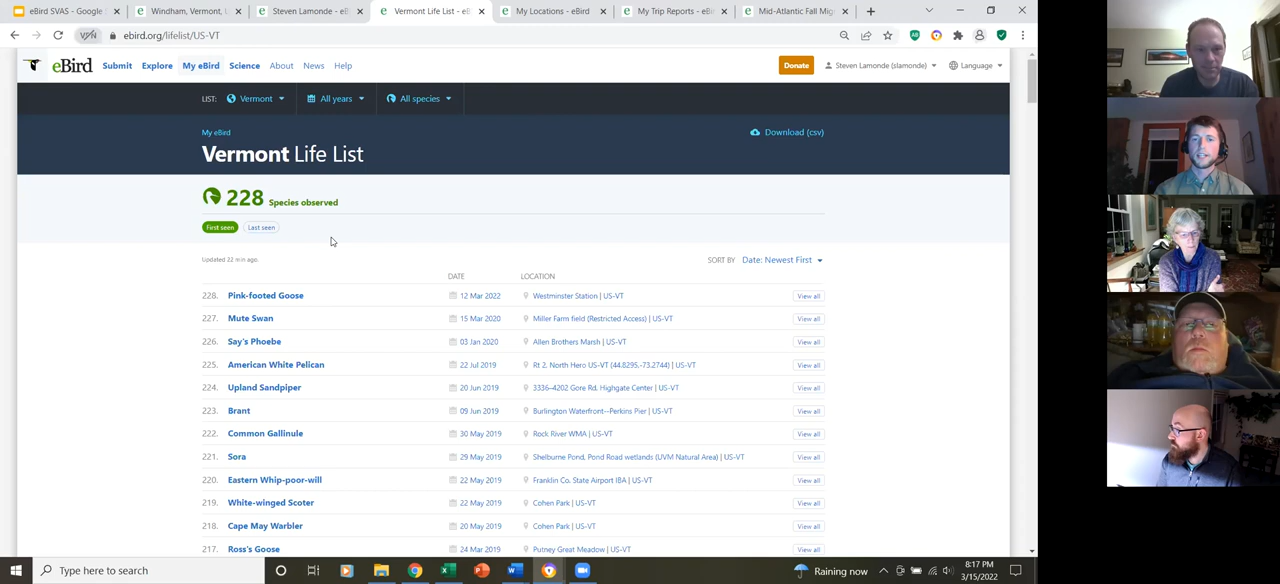 eBird SVAS - Google S
Windham, Vermont, U
Steven Lamonde - eBi
Vermont Life List - eB
My Locations - eBird
My Trip Reports - eBir
Mid-Atlantic Fall Mig
VPN
ebird.org/lifelist/US-VT
eBird
Submit
Explore
My eBird
Science
About
News
Help
Donate
Steven Lamonde (slamonde)
Language
LIST:
Vermont
All years
All species
My eBird
Download (csv)
Vermont Life List
228 Species observed
First seen
Last seen
Updated 22 min ago.
SORT BY Date: Newest First
DATE LOCATION
228. Pink-footed Goose 12 Mar 2022 Westminster Station | US-VT View all
227. Mute Swan 15 Mar 2020 Miller Farm field (Restricted Access) | US-VT View all
226. Say's Phoebe 03 Jan 2020 Allen Brothers Marsh | US-VT View all
225. American White Pelican 22 Jul 2019 Rt 2, North Hero US-VT (44.8295,-73.2744) | US-VT View all
224. Upland Sandpiper 20 Jun 2019 3336–4202 Gore Rd, Highgate Center | US-VT View all
223. Brant 09 Jun 2019 Burlington Waterfront--Perkins Pier | US-VT View all
222. Common Gallinule 30 May 2019 Rock River WMA | US-VT View all
221. Sora 29 May 2019 Shelburne Pond, Pond Road wetlands (UVM Natural Area) | US-VT View all
220. Eastern Whip-poor-will 22 May 2019 Franklin Co. State Airport IBA | US-VT View all
219. White-winged Scoter 22 May 2019 Cohen Park | US-VT View all
218. Cape May Warbler 20 May 2019 Cohen Park | US-VT View all
217. Ross's Goose 24 Mar 2019 Putney Great Meadow | US-VT View all
Type here to search
Raining now
8:17 PM
3/15/2022